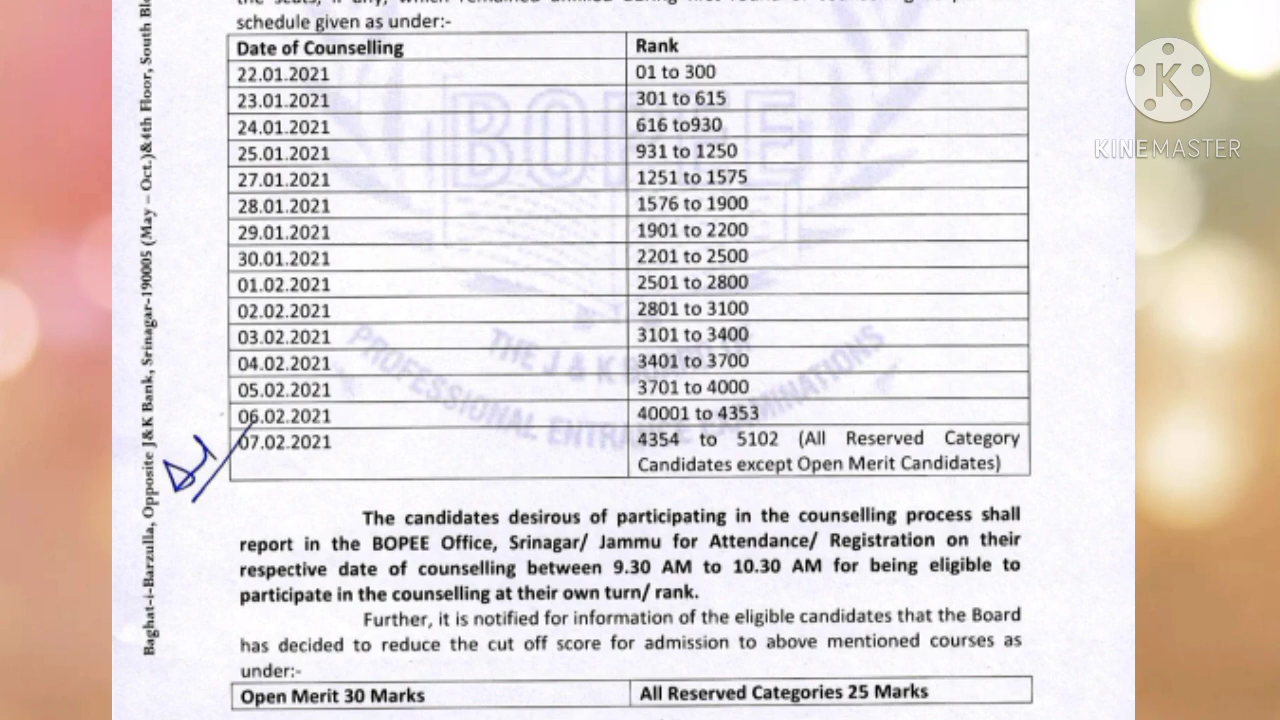 schedule given as under:-
Date of Counselling Rank
22.01.2021 01 to 300
23.01.2021 301 to 615
24.01.2021 616 to930
25.01.2021 931 to 1250
27.01.2021 1251 to 1575
28.01.2021 1576 to 1900
29.01.2021 1901 to 2200
30.01.2021 2201 to 2500
01.02.2021 2501 to 2800
02.02.2021 2801 to 3100
03.02.2021 3101 to 3400
04.02.2021 3401 to 3700
05.02.2021 3701 to 4000
06.02.2021 40001 to 4353
07.02.2021 4354 to 5102 (All Reserved Category
Candidates except Open Merit Candidates)
The candidates desirous of participating in the counselling process shall
report in the BOPEE Office, Srinagar/ Jammu for Attendance/ Registration on their
respective date of counselling between 9.30 AM to 10.30 AM for being eligible to
participate in the counselling at their own turn/ rank.
Further, it is notified for information of the eligible candidates that the Board
has decided to reduce the cut off score for admission to above mentioned courses as
under:-
Open Merit 30 Marks All Reserved Categories 25 Marks
Baghat-i-Barzulla, Opposite J&K Bank, Srinagar-190005 (May – Oct.)&4th Floor, South
BOPEE
THE J & K BOARD OF
PROFESSIONAL ENTRANCE EXAMINATIONS
K
KINEMASTER